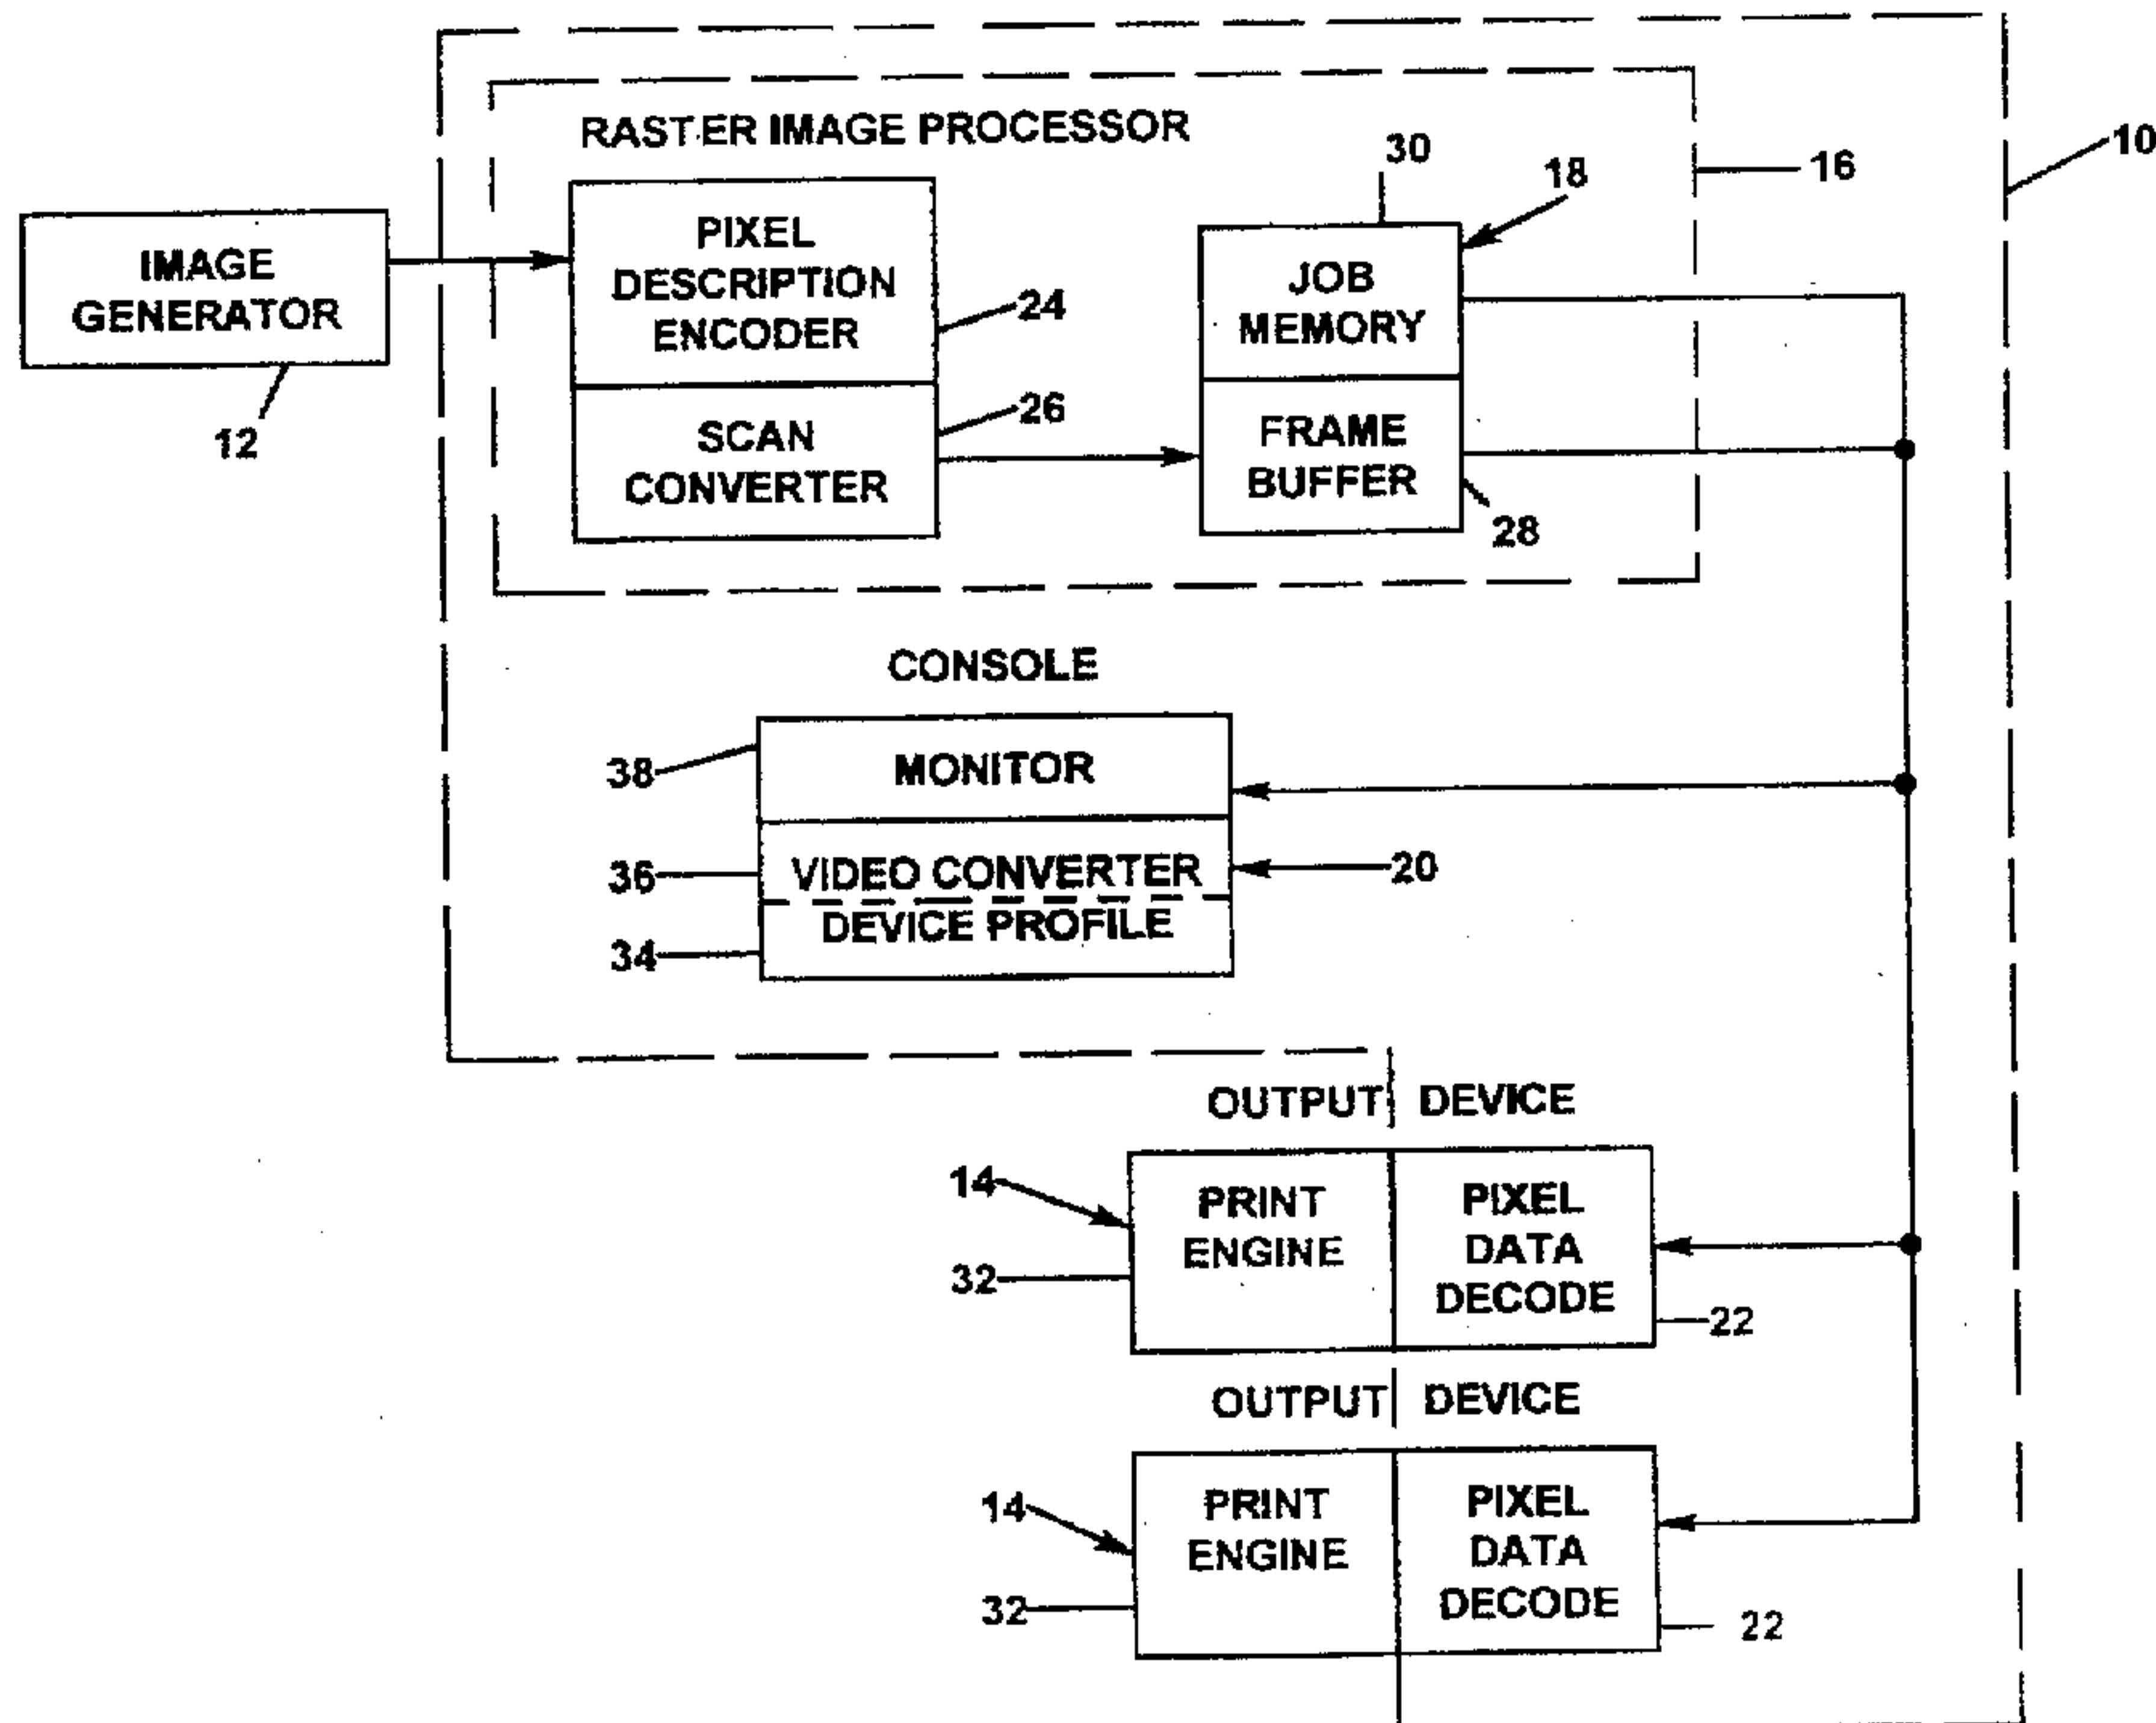 10
RASTER IMAGE PROCESSOR
30
18
16
IMAGE
GENERATOR
12
PIXEL
DESCRIPTION
ENCODER
24
SCAN
CONVERTER
26
JOB
MEMORY
FRAME
BUFFER
28
CONSOLE
38
MONITOR
36
VIDEO CONVERTER
20
34
DEVICE PROFILE
OUTPUT DEVICE
14
32
PRINT
ENGINE
PIXEL
DATA
DECODE
22
OUTPUT DEVICE
14
32
PRINT
ENGINE
PIXEL
DATA
DECODE
22